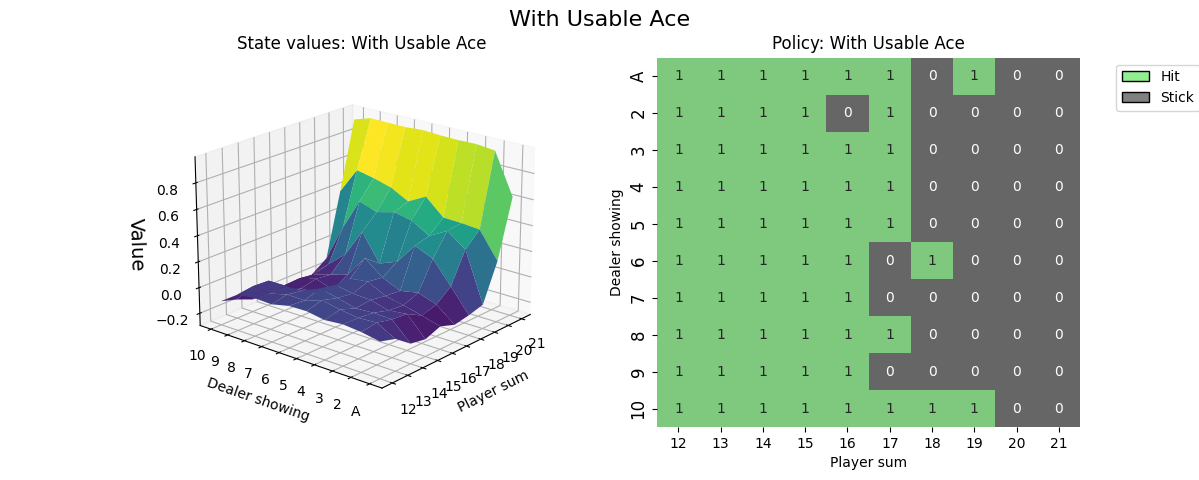 With Usable Ace
State values: With Usable Ace
0.8
0.6
0.4
0.2
0.0
−0.2
Value
10 9 8 7 6 5 4 3 2 A
Dealer showing
12 13 14 15 16 17 18 19 20 21
Player sum
Policy: With Usable Ace
A 1 1 1 1 1 1 0 1 0 0
2 1 1 1 1 0 1 0 0 0 0
3 1 1 1 1 1 1 0 0 0 0
4 1 1 1 1 1 1 0 0 0 0
5 1 1 1 1 1 1 0 0 0 0
6 1 1 1 1 1 0 1 0 0 0
7 1 1 1 1 1 0 0 0 0 0
8 1 1 1 1 1 1 0 0 0 0
9 1 1 1 1 1 0 0 0 0 0
10 1 1 1 1 1 1 1 1 0 0
Dealer showing
12 13 14 15 16 17 18 19 20 21
Player sum
Hit
Stick